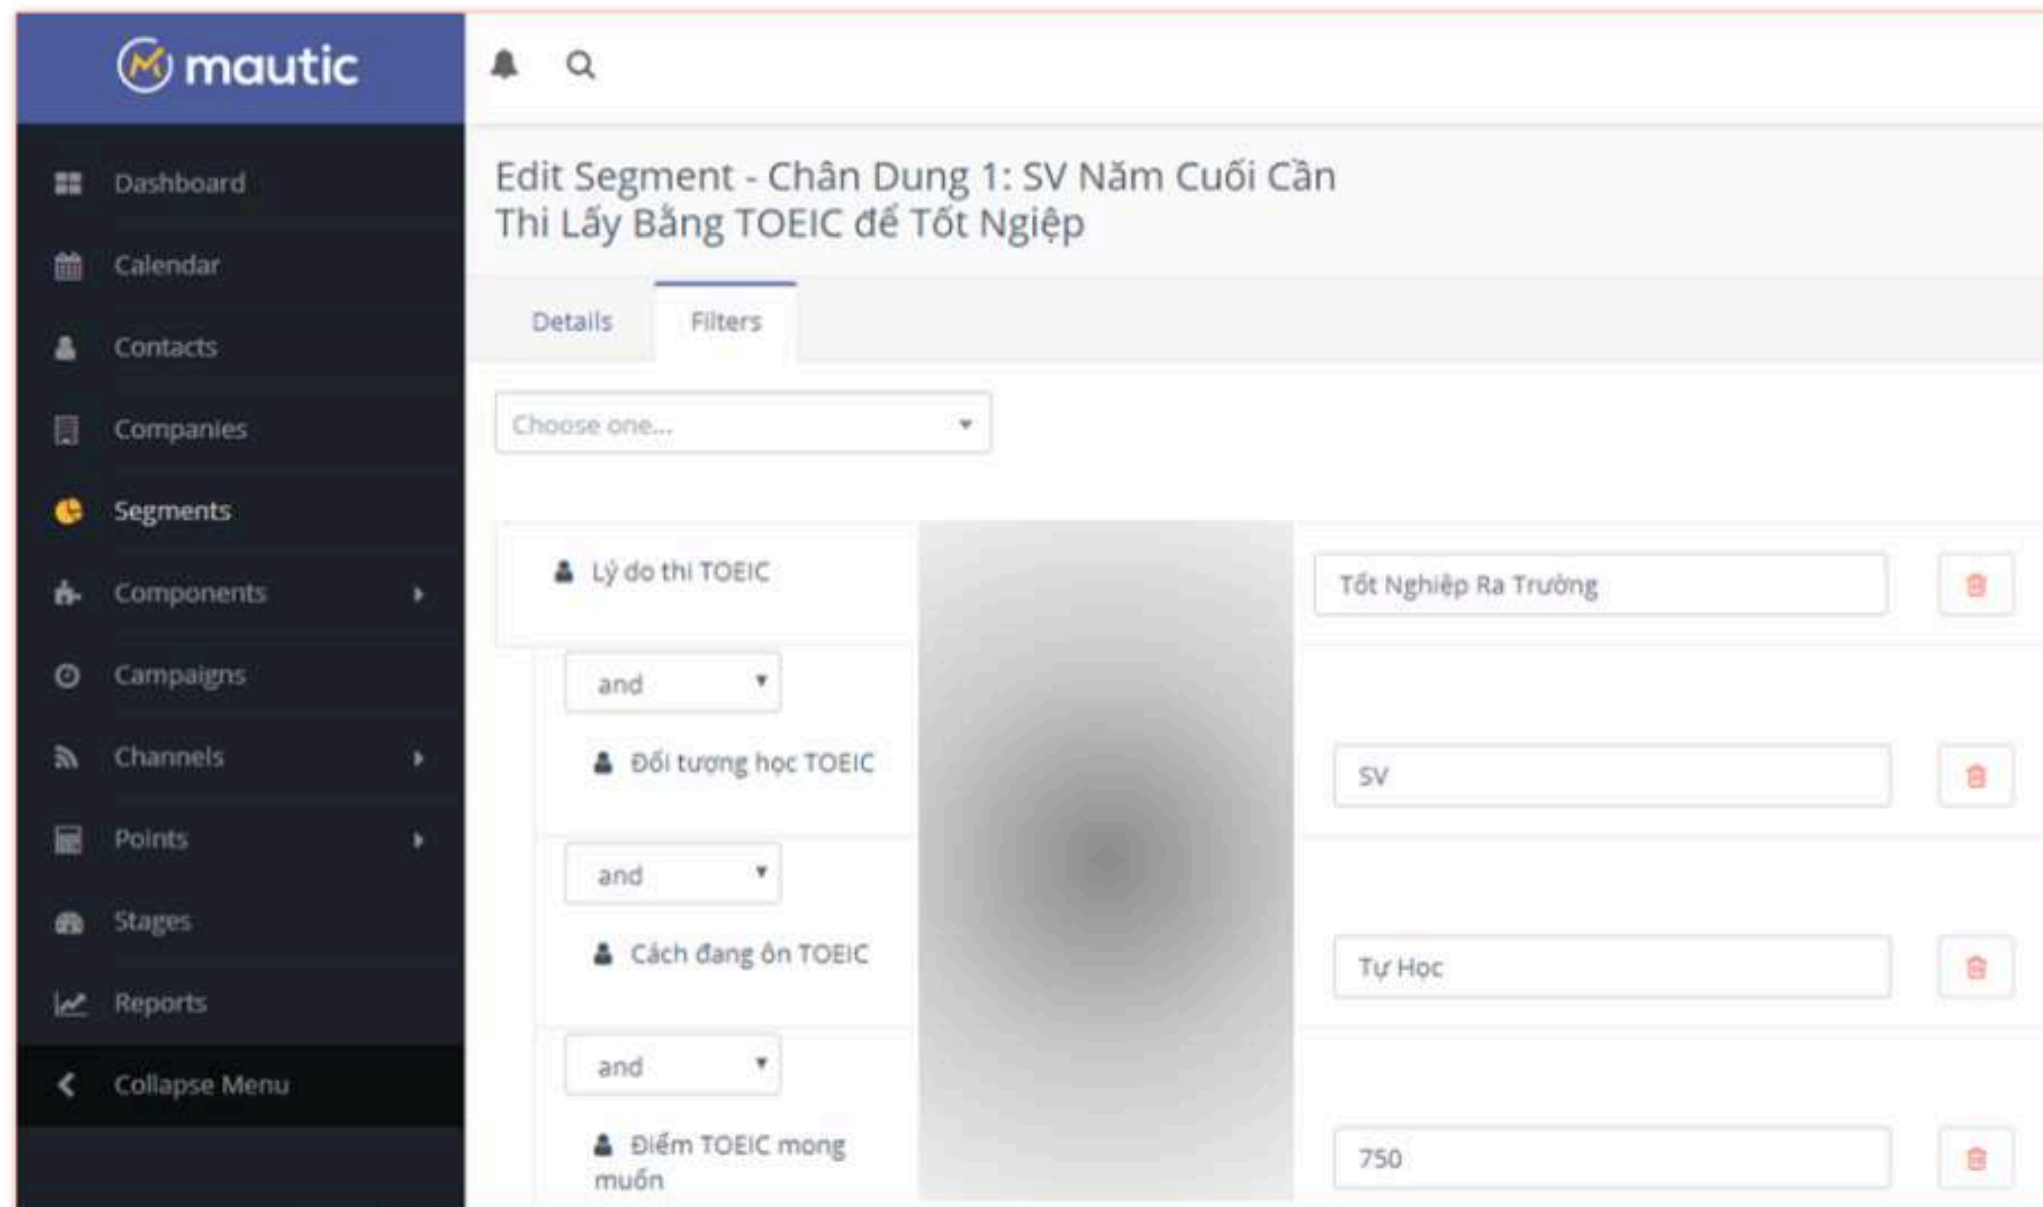 mautic
Dashboard
Calendar
Contacts
Companies
Segments
Components
Campaigns
Channels
Points
Stages
Reports
Collapse Menu
Edit Segment - Chân Dung 1: SV Năm Cuối Cần
Thi Lấy Bằng TOEIC để Tốt Ngiệp
Details Filters
Choose one...
Lý do thi TOEIC Tốt Nghiệp Ra Trường
and
Đối tượng học TOEIC SV
and
Cách đang ôn TOEIC Tự Học
and
Điểm TOEIC mong 750
muốn